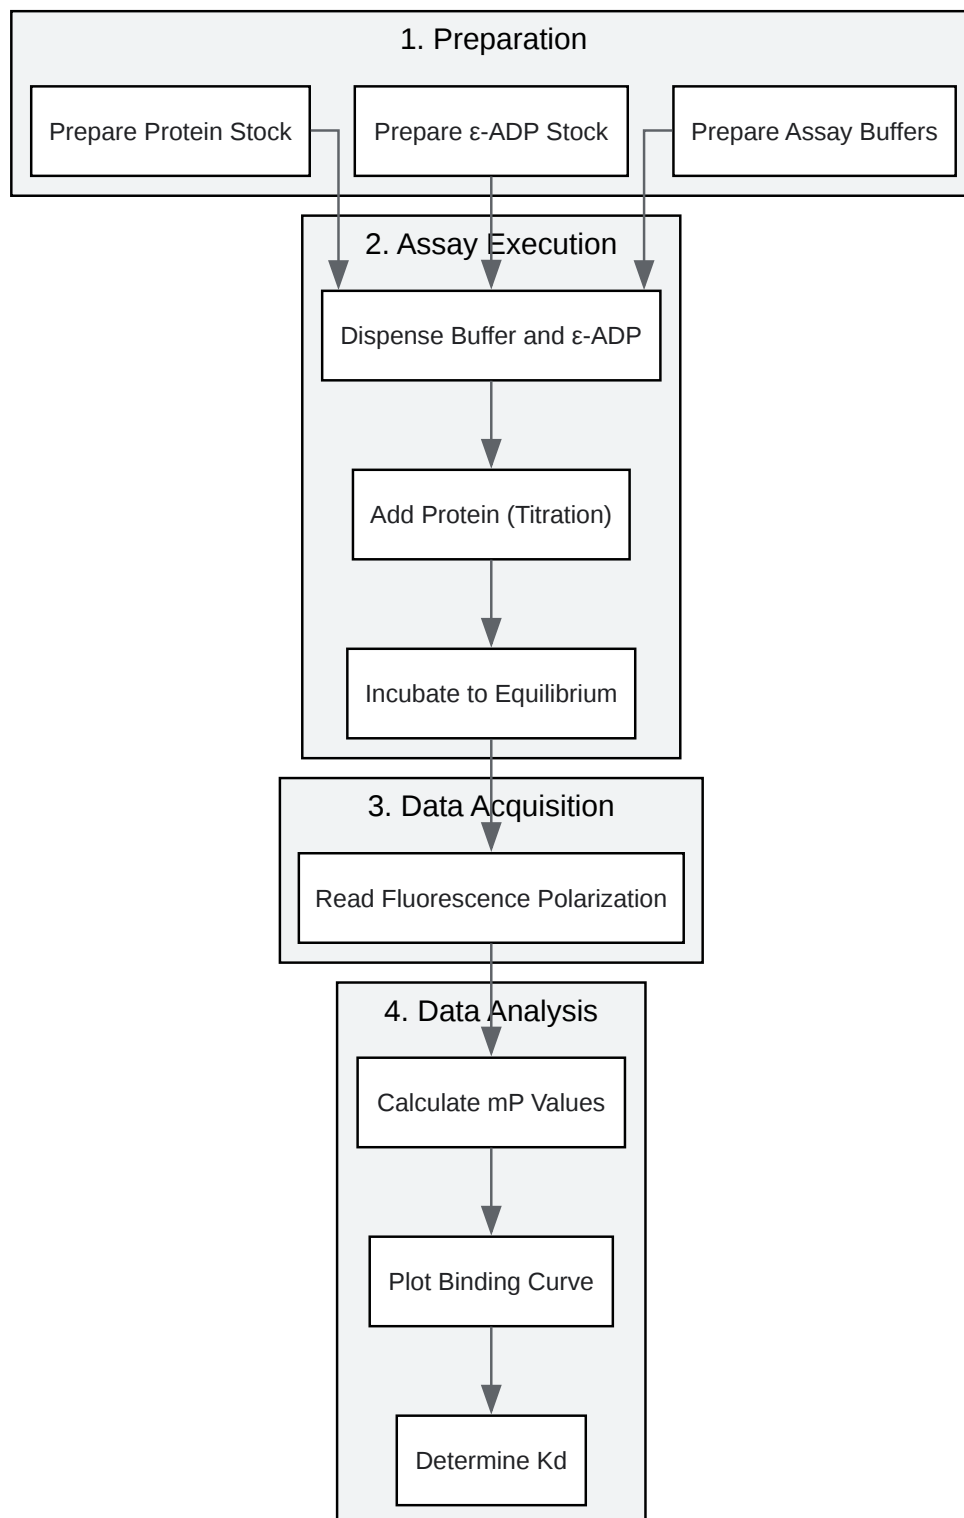 1. Preparation
Prepare Protein Stock
Prepare ε-ADP Stock
Prepare Assay Buffers
2. Assay Execution
Dispense Buffer and ε-ADP
Add Protein (Titration)
Incubate to Equilibrium
3. Data Acquisition
Read Fluorescence Polarization
4. Data Analysis
Calculate mP Values
Plot Binding Curve
Determine Kd